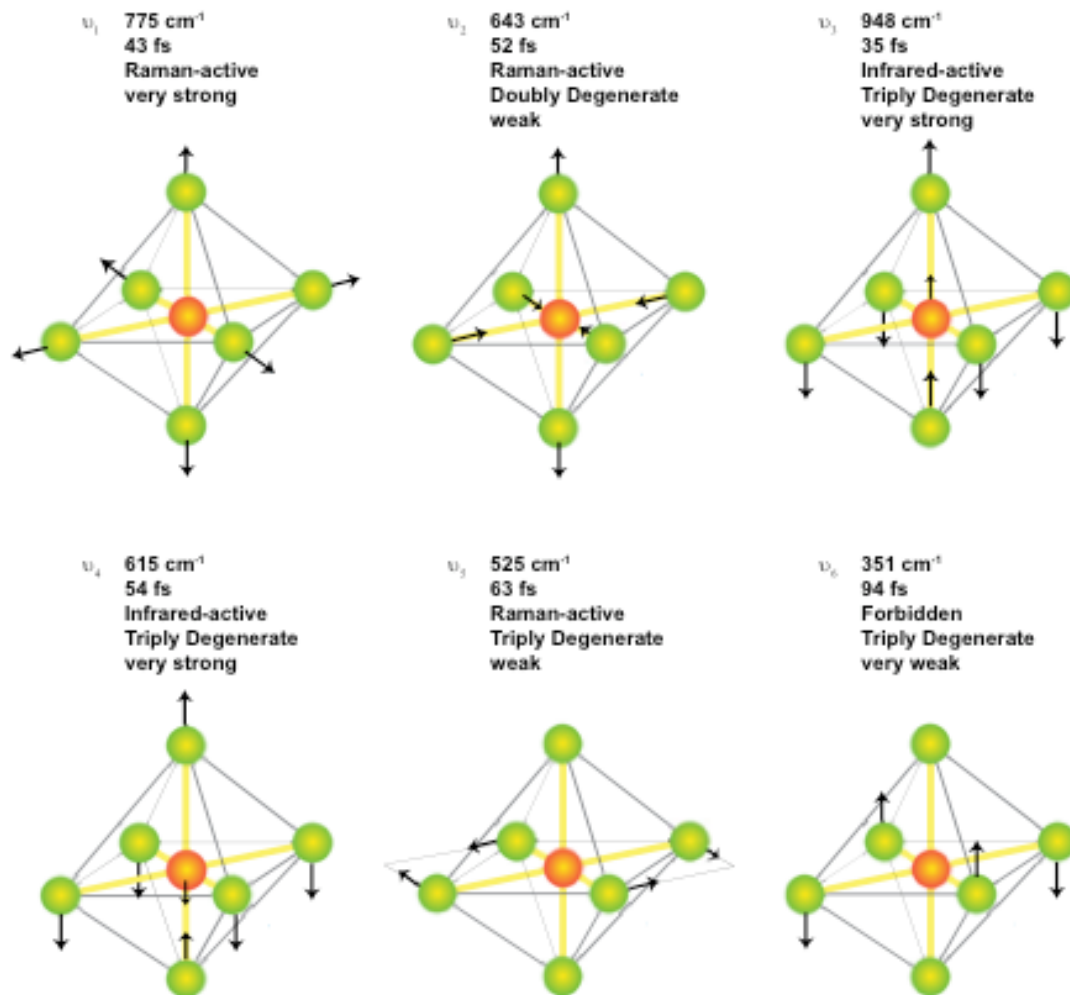 υ₁ 775 cm⁻¹
43 fs
Raman-active
very strong
υ₂ 643 cm⁻¹
52 fs
Raman-active
Doubly Degenerate
weak
υ₃ 948 cm⁻¹
35 fs
Infrared-active
Triply Degenerate
very strong
υ₄ 615 cm⁻¹
54 fs
Infrared-active
Triply Degenerate
very strong
υ₅ 525 cm⁻¹
63 fs
Raman-active
Triply Degenerate
weak
υ₆ 351 cm⁻¹
94 fs
Forbidden
Triply Degenerate
very weak